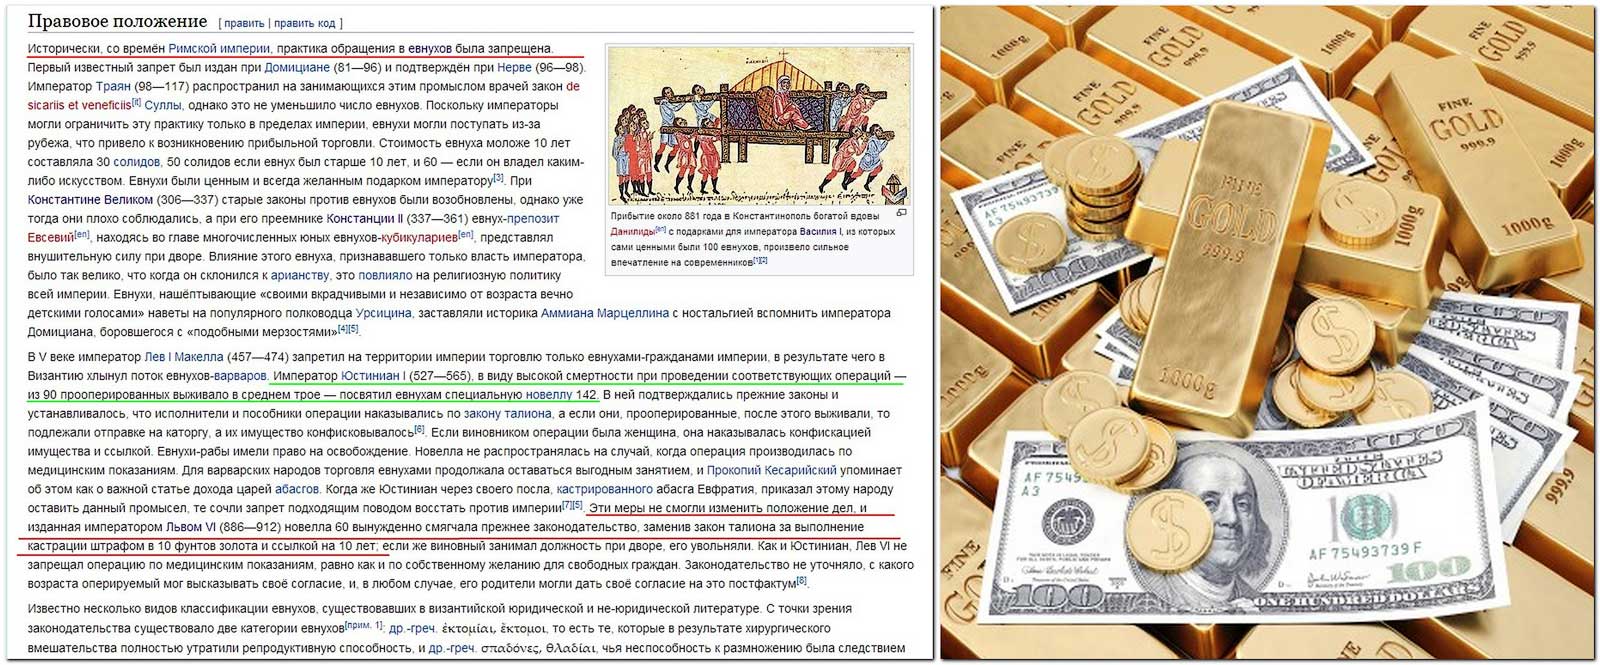 Правовое положение [ править | править код ]
Исторически, со времён Римской империи, практика обращения в евнухов была запрещена.
Первый известный запрет был издан при Домициане (81—96) и подтверждён при Нерве (96—98).
Император Траян (98—117) распространил на занимающихся этим промыслом врачей закон de
sicariis et veneficiis[it] Суллы, однако это не уменьшило число евнухов. Поскольку императоры
могли ограничить эту практику только в пределах империи, евнухи могли поступать из-за
рубежа, что привело к возникновению прибыльной торговли. Стоимость евнуха моложе 10 лет
составляла 30 солидов, 50 солидов если евнух был старше 10 лет, и 60 — если он владел каким-
либо искусством. Евнухи были ценным и всегда желанным подарком императору[3]. При
Константине Великом (306—337) старые законы против евнухов были возобновлены, однако уже
тогда они плохо соблюдались, а при его преемнике Констанции II (337—361) евнух-препозит
Евсевий[en], находясь во главе многочисленных юных евнухов-кубикулариев[en], представлял
внушительную силу при дворе. Влияние этого евнуха, признававшего только власть императора,
было так велико, что когда он склонился к арианству, это повлияло на религиозную политику
всей империи. Евнухи, нашёптывающие «своими вкрадчивыми и независимо от возраста вечно
детскими голосами» наветы на популярного полководца Урсицина, заставляли историка Аммиана Марцеллина с ностальгией вспомнить императора
Домициана, боровшегося с «подобными мерзостями»[4][5].
Прибытие около 881 года в Константинополь богатой вдовы
Данилиды[en] с подарками для императора Василия I, из которых
сами ценными были 100 евнухов, произвело сильное
впечатление на современников[1][2]
В V веке император Лев I Макелла (457—474) запретил на территории империи торговлю только евнухами-гражданами империи, в результате чего в
Византию хлынул поток евнухов-варваров. Император Юстиниан I (527—565), в виду высокой смертности при проведении соответствующих операций —
из 90 прооперированных выживало в среднем трое — посвятил евнухам специальную новеллу 142. В ней подтверждались прежние законы и
устанавливалось, что исполнители и пособники операции наказывались по закону талиона, а если они, прооперированные, после этого выживали, то
подлежали отправке на каторгу, а их имущество конфисковывалось[6]. Если виновником операции была женщина, она наказывалась конфискацией
имущества и ссылкой. Евнухи-рабы имели право на освобождение. Новелла не распространялась на случай, когда операция производилась по
медицинским показаниям. Для варварских народов торговля евнухами продолжала оставаться выгодным занятием, и Прокопий Кесарийский упоминает
об этом как о важной статье дохода царей абасгов. Когда же Юстиниан через своего посла, кастрированного абасга Евфратия, приказал этому народу
оставить данный промысел, те сочли запрет подходящим поводом восстать против империи[7][5]. Эти меры не смогли изменить положение дел, и
изданная императором Львом VI (886—912) новелла 60 вынужденно смягчала прежнее законодательство, заменив закон талиона за выполнение
кастрации штрафом в 10 фунтов золота и ссылкой на 10 лет; если же виновный занимал должность при дворе, его увольняли. Как и Юстиниан, Лев VI не
запрещал операцию по медицинским показаниям, равно как и по собственному желанию для свободных граждан. Законодательство не уточняло, с какого
возраста оперируемый мог высказывать своё согласие, и, в любом случае, его родители могли дать своё согласие на это постфактум[8].
Известно несколько видов классификации евнухов, существовавших в византийской юридической и не-юридической литературе. С точки зрения
законодательства существовало две категории евнухов[прим. 1]: др.-греч. ἐκτομίαι, ἔκτομοι, то есть те, которые в результате хирургического
вмешательства полностью утратили репродуктивную способность, и др.-греч. σπαδόνες, θλαδίαι, чья неспособность к размножению была следствием
1000g
FINE
GOLD
999.9
FINE
GOLD
999.9
1000g
FINE
GOLD
999.9
1000g
1000g
AF 7549373
A3
100
THE UNITED STATES
OF AMERICA
AF 7549
A3
100
AF 75493739 F
100
ONE HUNDRED DOLLARS
999.9
FINE